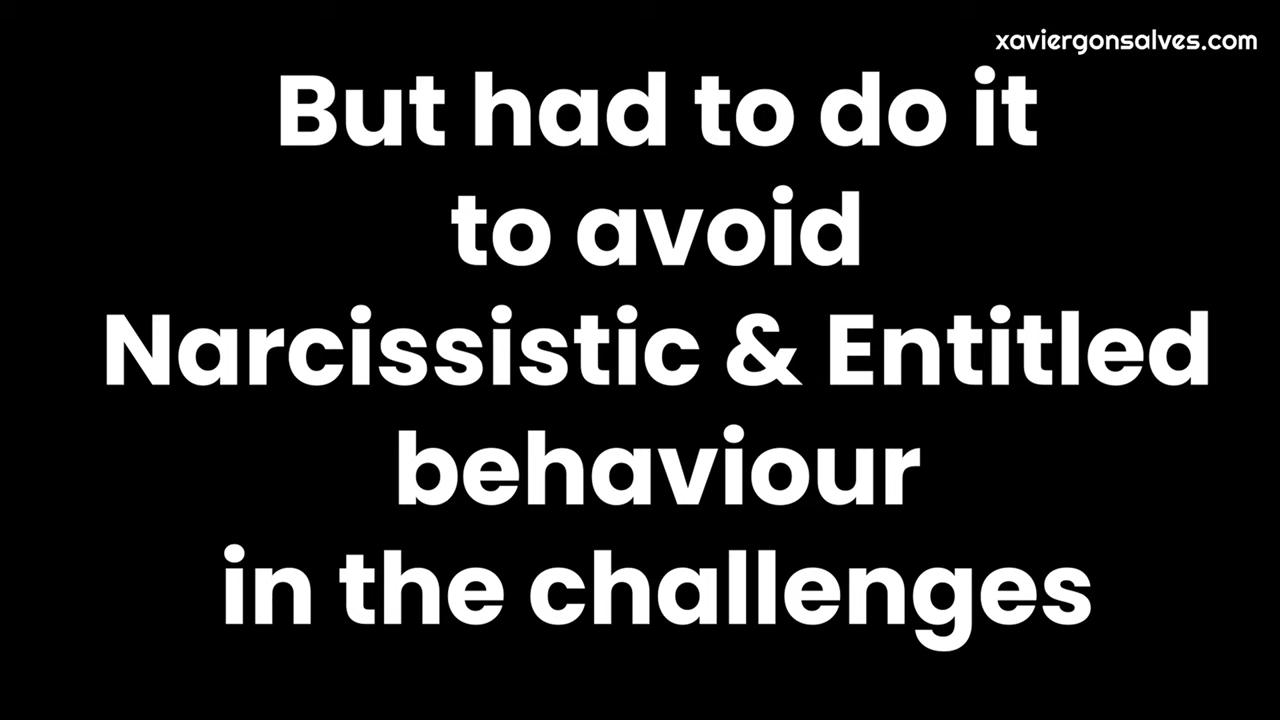 xaviergonsalves.com
But had to do it
to avoid
Narcissistic & Entitled
behaviour
in the challenges